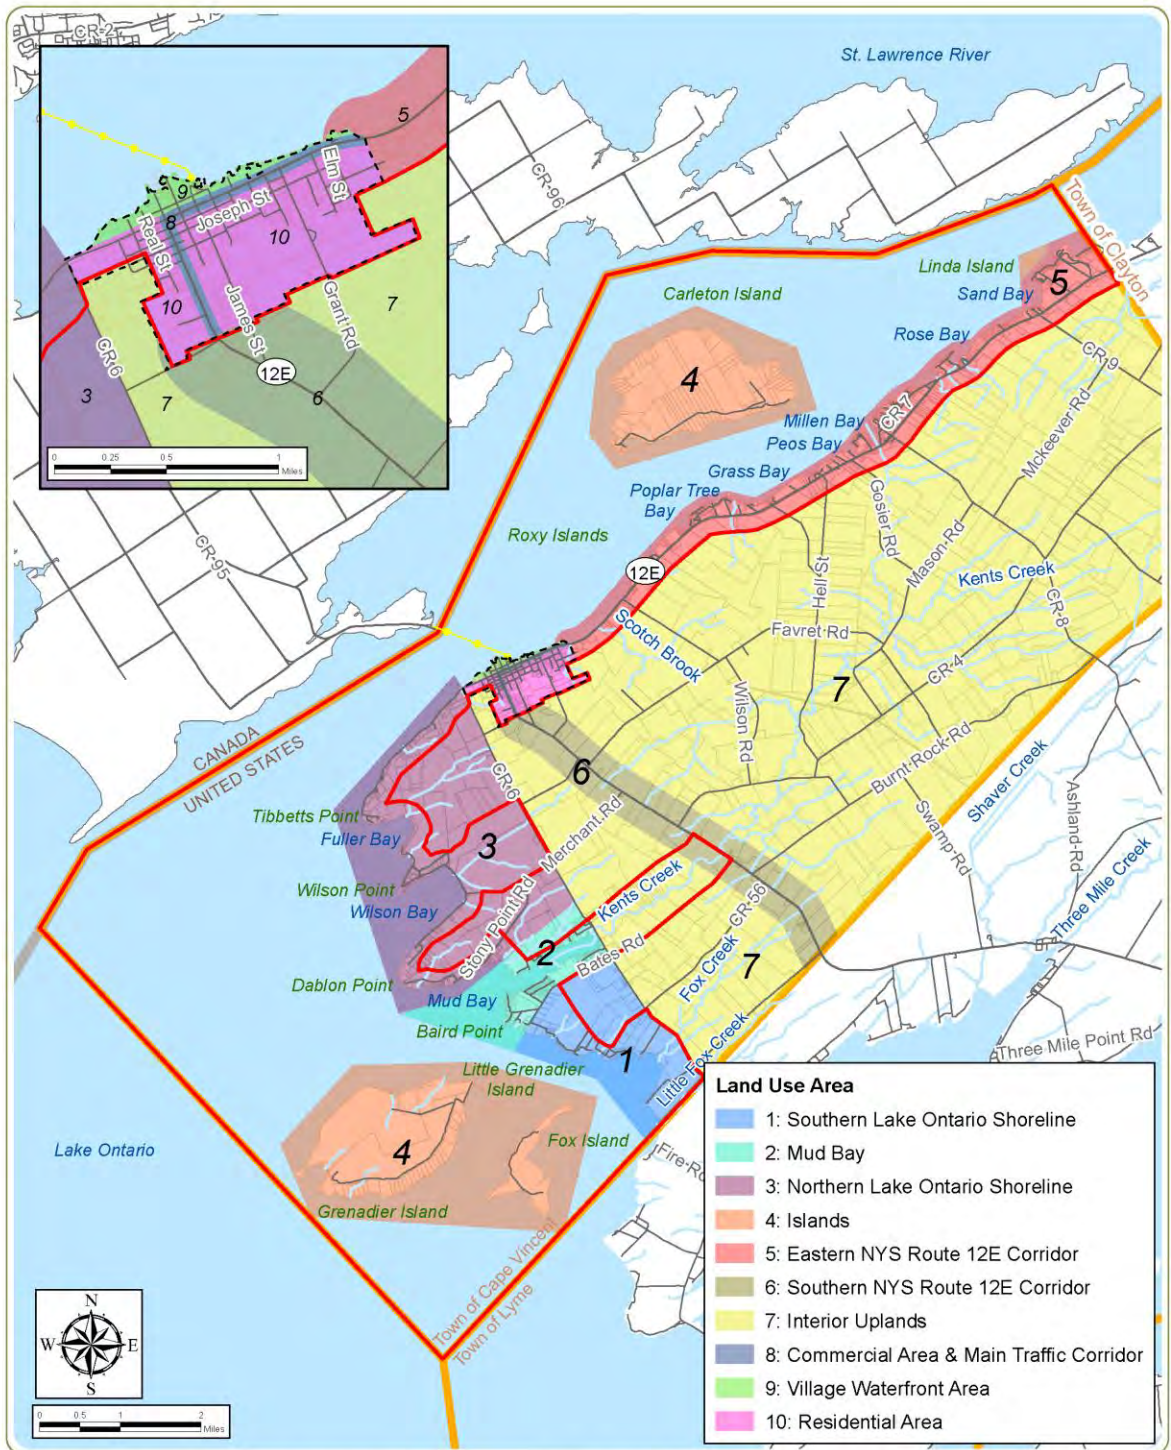 CR-2
St. Lawrence River
5
Elm St
9
Joseph St
8
Real St
10
CR-96
Town of Clayton
Linda Island
5
Sand Bay
Carleton Island
10
James St
Grant Rd
7
Rose Bay
CR-9
CR-6
12E
3
7
6
4
Millen Bay
CR-7
Mckeever Rd
Peos Bay
0 0.25 0.5 1
Miles
Grass Bay
Poplar Tree
Bay
Gosier Rd
Roxy Islands
Mason-Rd
CR-95
12E
Hell St
Kents Creek
CR-8
Scotch Brook
Favret Rd
CR-4
7
Wilson Rd
CANADA
UNITED STATES
6
CR-6
Burnt-Rock-Rd
Shaver Creek
Tibbetts Point
Fuller Bay
3
Merchant Rd
Swamp-Rd
Ashland-Rd
Wilson Point
Wilson Bay
Kents Creek
Three Mile Creek
Stony Point Rd
CR-56
2
Bates Rd
Fox Creek
7
Dablon Point
Mud Bay
Baird Point
1
Little Fox-Creek
Three Mile Point Rd
Little Grenadier
Island
4
Fox Island
Lake Ontario
Fire-Rd
Grenadier Island
Town of Cape Vincent
Town of Lyme
Land Use Area
1: Southern Lake Ontario Shoreline
2: Mud Bay
3: Northern Lake Ontario Shoreline
4: Islands
5: Eastern NYS Route 12E Corridor
6: Southern NYS Route 12E Corridor
7: Interior Uplands
8: Commercial Area & Main Traffic Corridor
9: Village Waterfront Area
10: Residential Area
N
W E
S
0 0.5 1 2
Miles